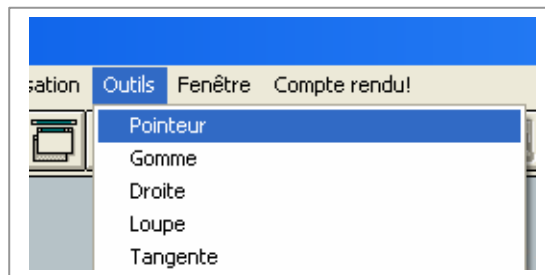 sation Outils Fenêtre Compte rendu!
Pointeur
Gomme
Droite
Loupe
Tangente